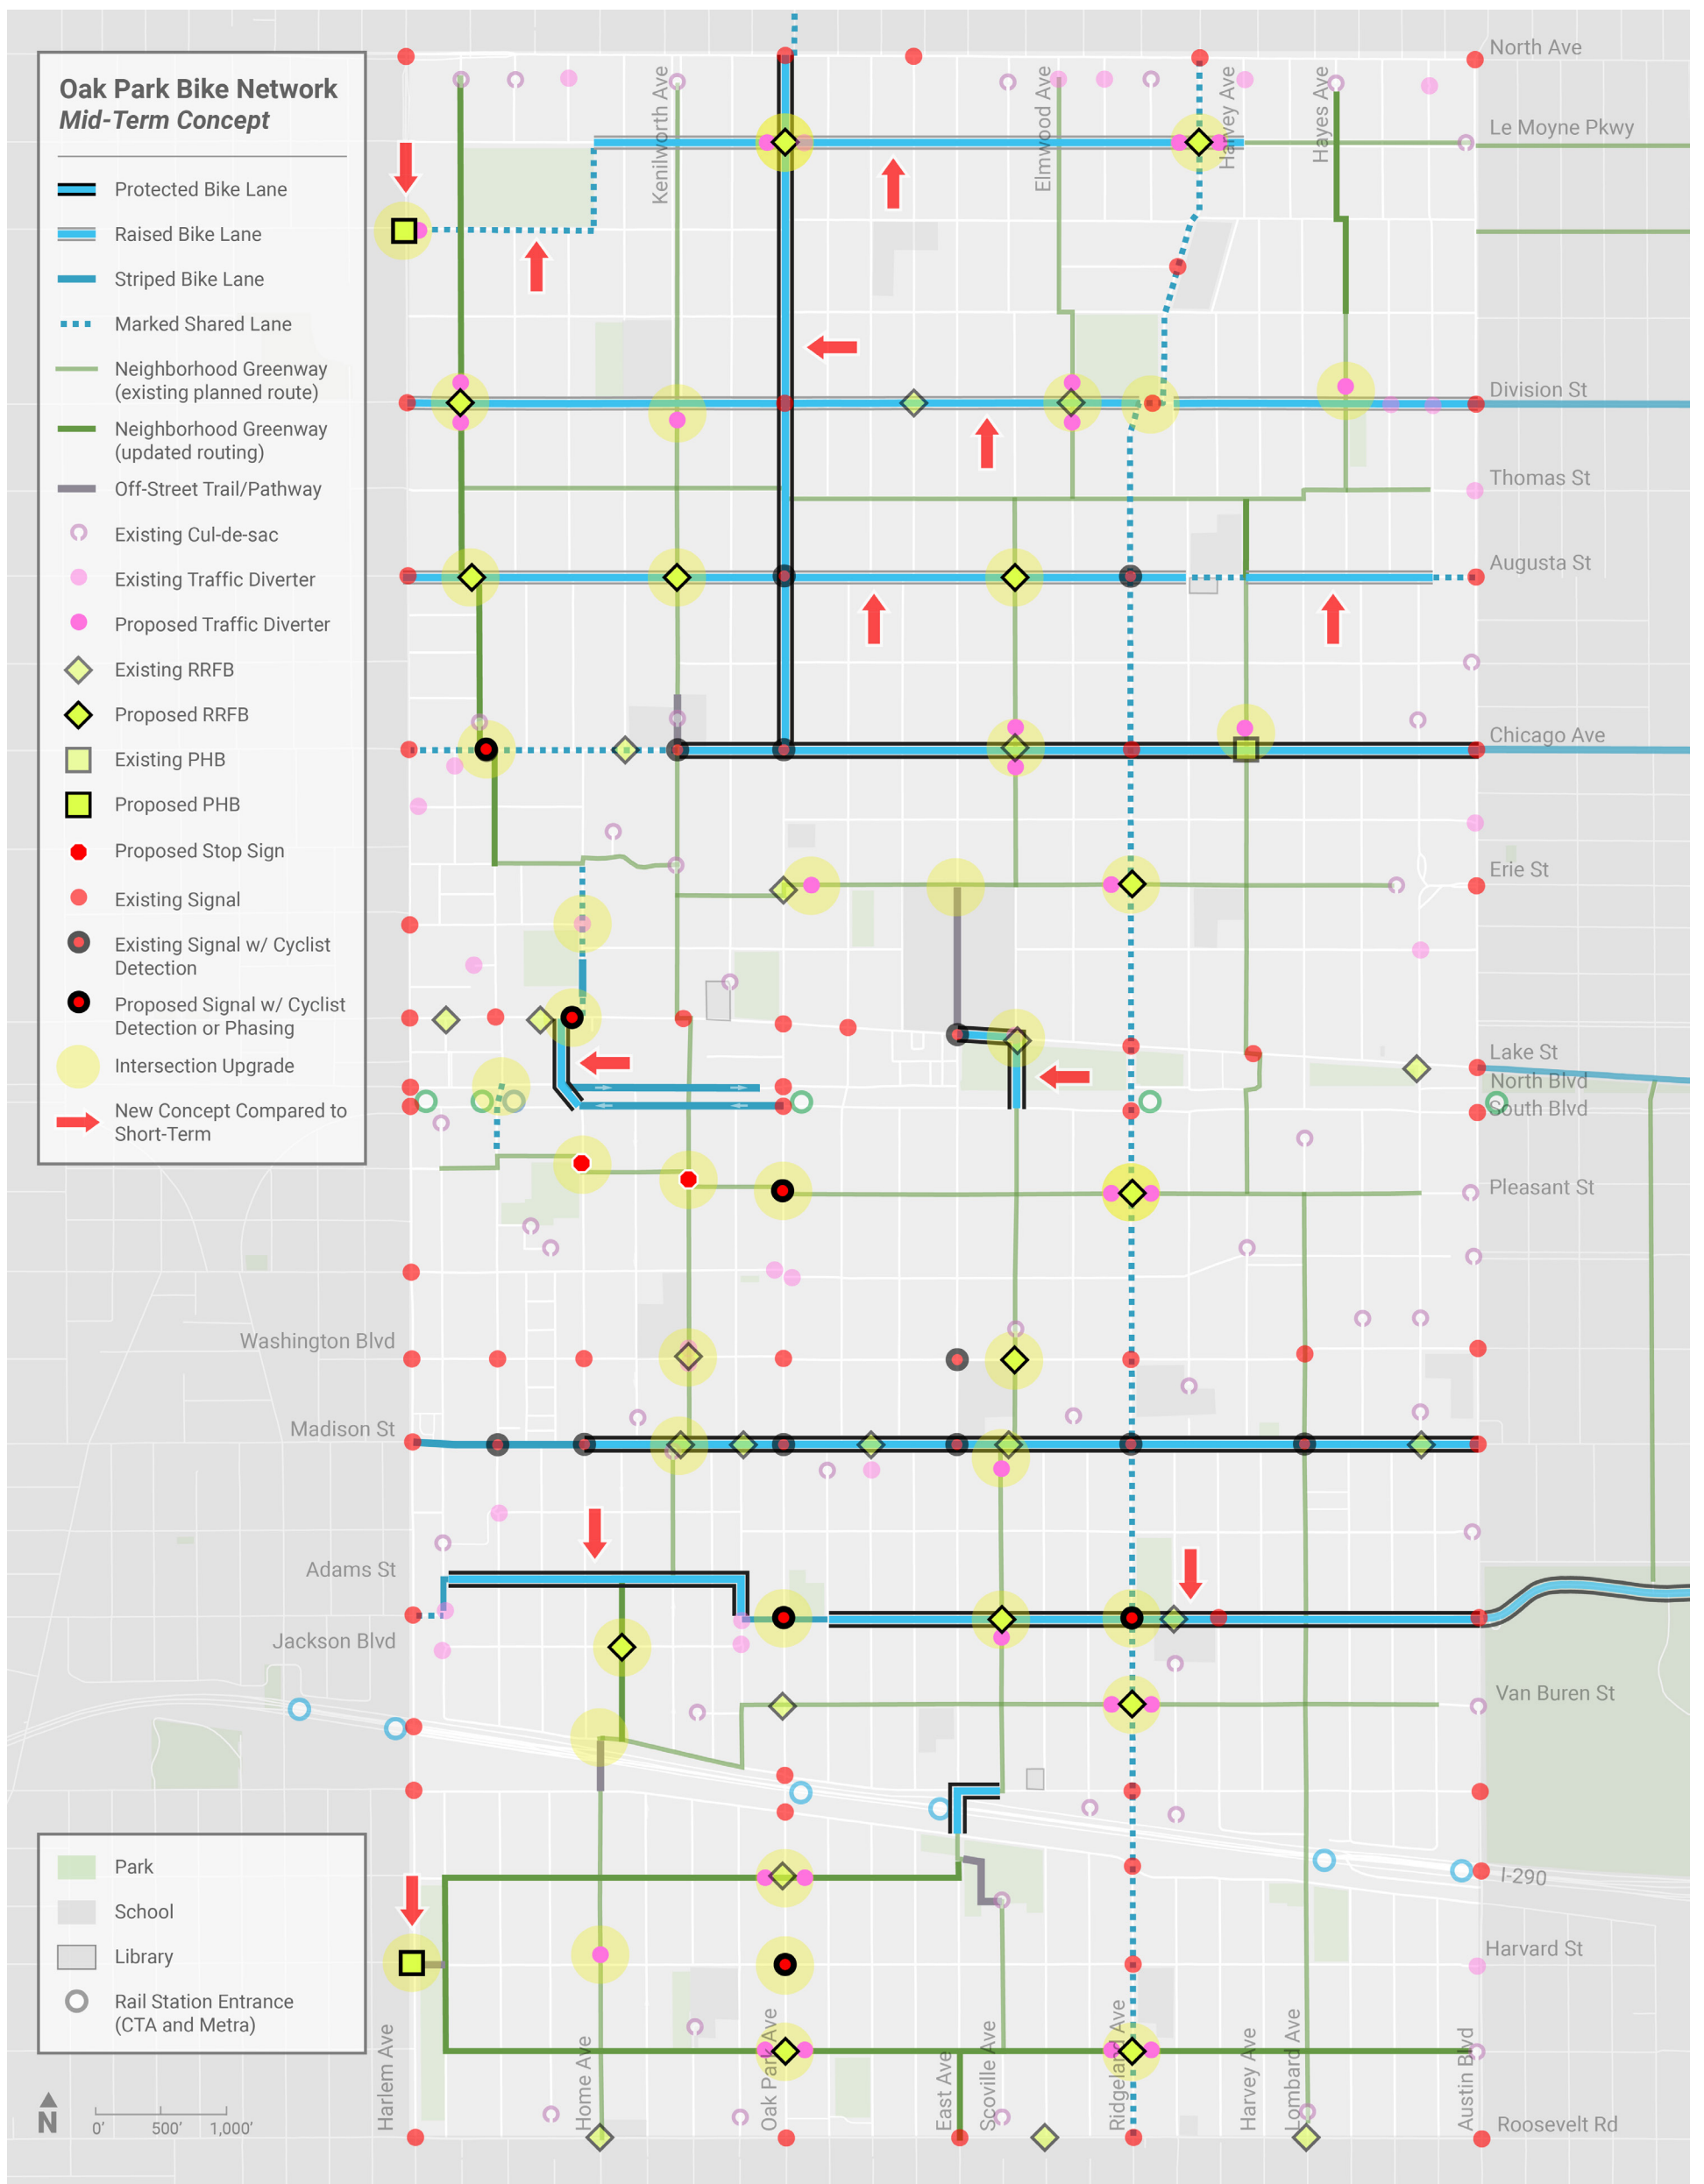 Oak Park Bike Network
Mid-Term Concept
Protected Bike Lane
Raised Bike Lane
Striped Bike Lane
Marked Shared Lane
Neighborhood Greenway
(existing planned route)
Neighborhood Greenway
(updated routing)
Off-Street Trail/Pathway
Existing Cul-de-sac
Existing Traffic Diverter
Proposed Traffic Diverter
Existing RRFB
Proposed RRFB
Existing PHB
Proposed PHB
Proposed Stop Sign
Existing Signal
Existing Signal w/ Cyclist
Detection
Proposed Signal w/ Cyclist
Detection or Phasing
Intersection Upgrade
New Concept Compared to
Short-Term
Kenilworth Ave
Elmwood Ave
Harvey Ave
Hayes Ave
North Ave
Le Moyne Pkwy
Division St
Thomas St
Augusta St
Chicago Ave
Erie St
Lake St
North Blvd
South Blvd
Pleasant St
Washington Blvd
Madison St
Adams St
Jackson Blvd
Van Buren St
I-290
Harvard St
Roosevelt Rd
Park
School
Library
Rail Station Entrance
(CTA and Metra)
N
0'
500'
1,000'
Harlem Ave
Home Ave
Oak Park Ave
East Ave
Scoville Ave
Ridgeland Ave
Harvey Ave
Lombard Ave
Austin Blvd